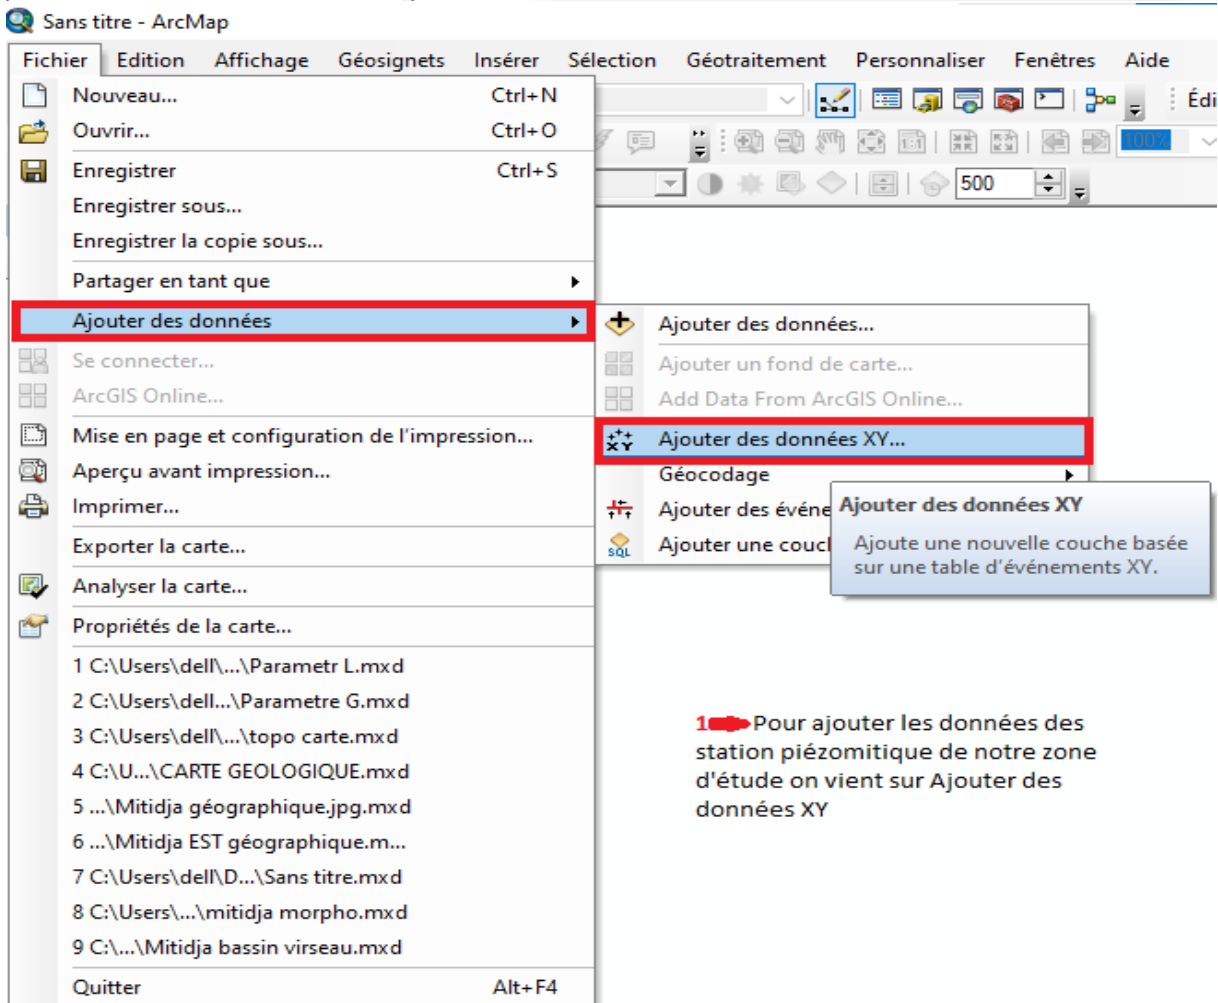 Sans titre - ArcMap
Fichier Edition Affichage Géosignets Insérer Sélection Géotraitement Personnaliser Fenêtres Aide
Nouveau... Ctrl+N
Édi
Ouvrir... Ctrl+O
1:1
100%
Enregistrer Ctrl+S
500
Enregistrer sous...
Enregistrer la copie sous...
Partager en tant que
Ajouter des données
Se connecter...
ArcGIS Online...
Mise en page et configuration de l'impression...
Aperçu avant impression...
Imprimer...
Exporter la carte...
Analyser la carte...
Propriétés de la carte...
1 C:\Users\dell\...\Parametr L.mxd
2 C:\Users\dell...\Parametre G.mxd
3 C:\Users\dell\...\topo carte.mxd
4 C:\U...\CARTE GEOLOGIQUE.mxd
5 ...\Mitidja géographique.jpg.mxd
6 ...\Mitidja EST géographique.m...
7 C:\Users\dell\D...\Sans titre.mxd
8 C:\Users\...\mitidja morpho.mxd
9 C:\...\Mitidja bassin virseau.mxd
Quitter Alt+F4
Ajouter des données...
Ajouter un fond de carte...
Add Data From ArcGIS Online...
XY Ajouter des données XY...
Géocodage
Ajouter des événe
SQL Ajouter une coucl
Ajouter des données XY
Ajoute une nouvelle couche basée
sur une table d'événements XY.
1 Pour ajouter les données des
station piézomitique de notre zone
d'étude on vient sur Ajouter des
données XY